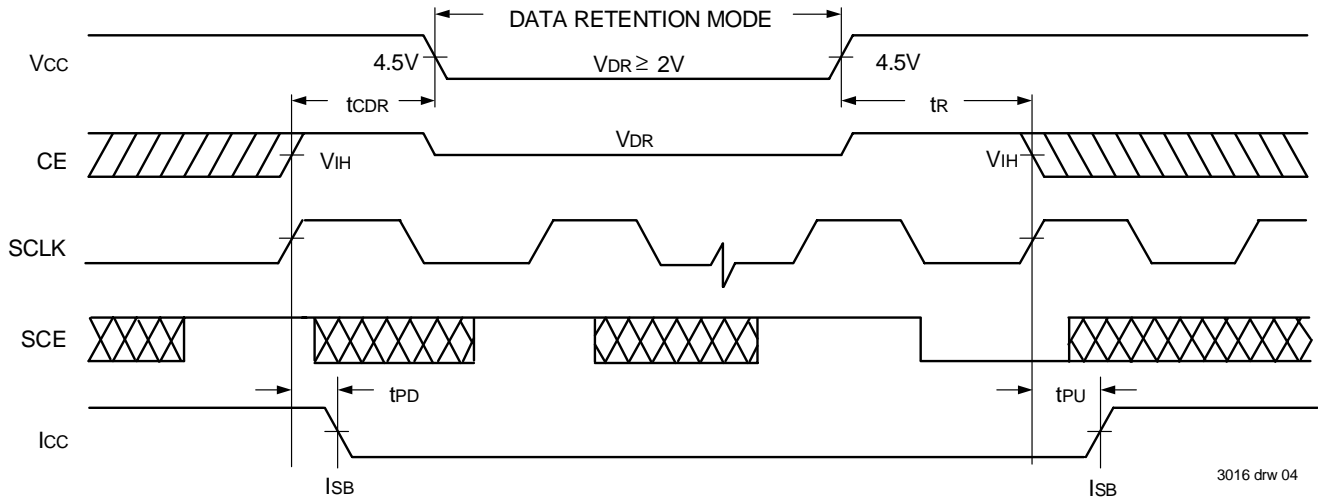 DATA RETENTION MODE
VCC
4.5V
VDR ≥ 2V
4.5V
tCDR
tR
CE
VIH
VDR
VIH
SCLK
SCE
tPD
tPU
ICC
ISB
ISB
3016 drw 04